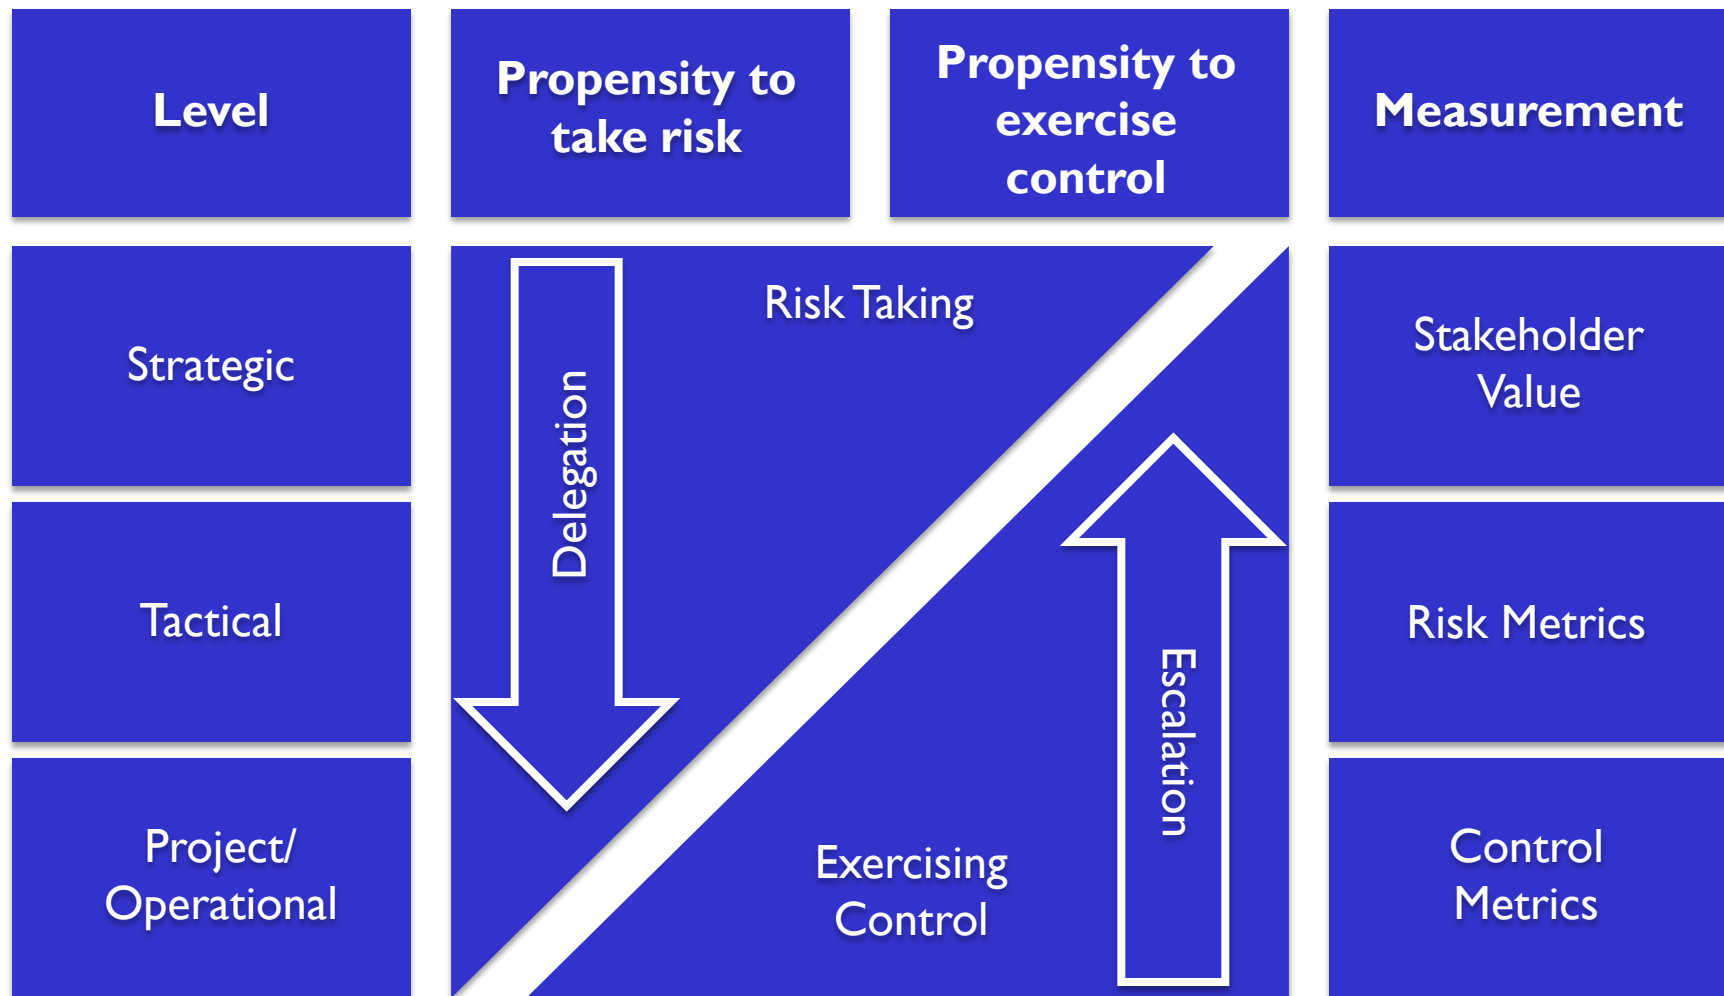 Level
Propensity to
take risk
Propensity to
exercise
control
Measurement
Strategic
Delegation
Risk Taking
Stakeholder
Value
Tactical
Escalation
Risk Metrics
Project/
Operational
Exercising
Control
Control
Metrics